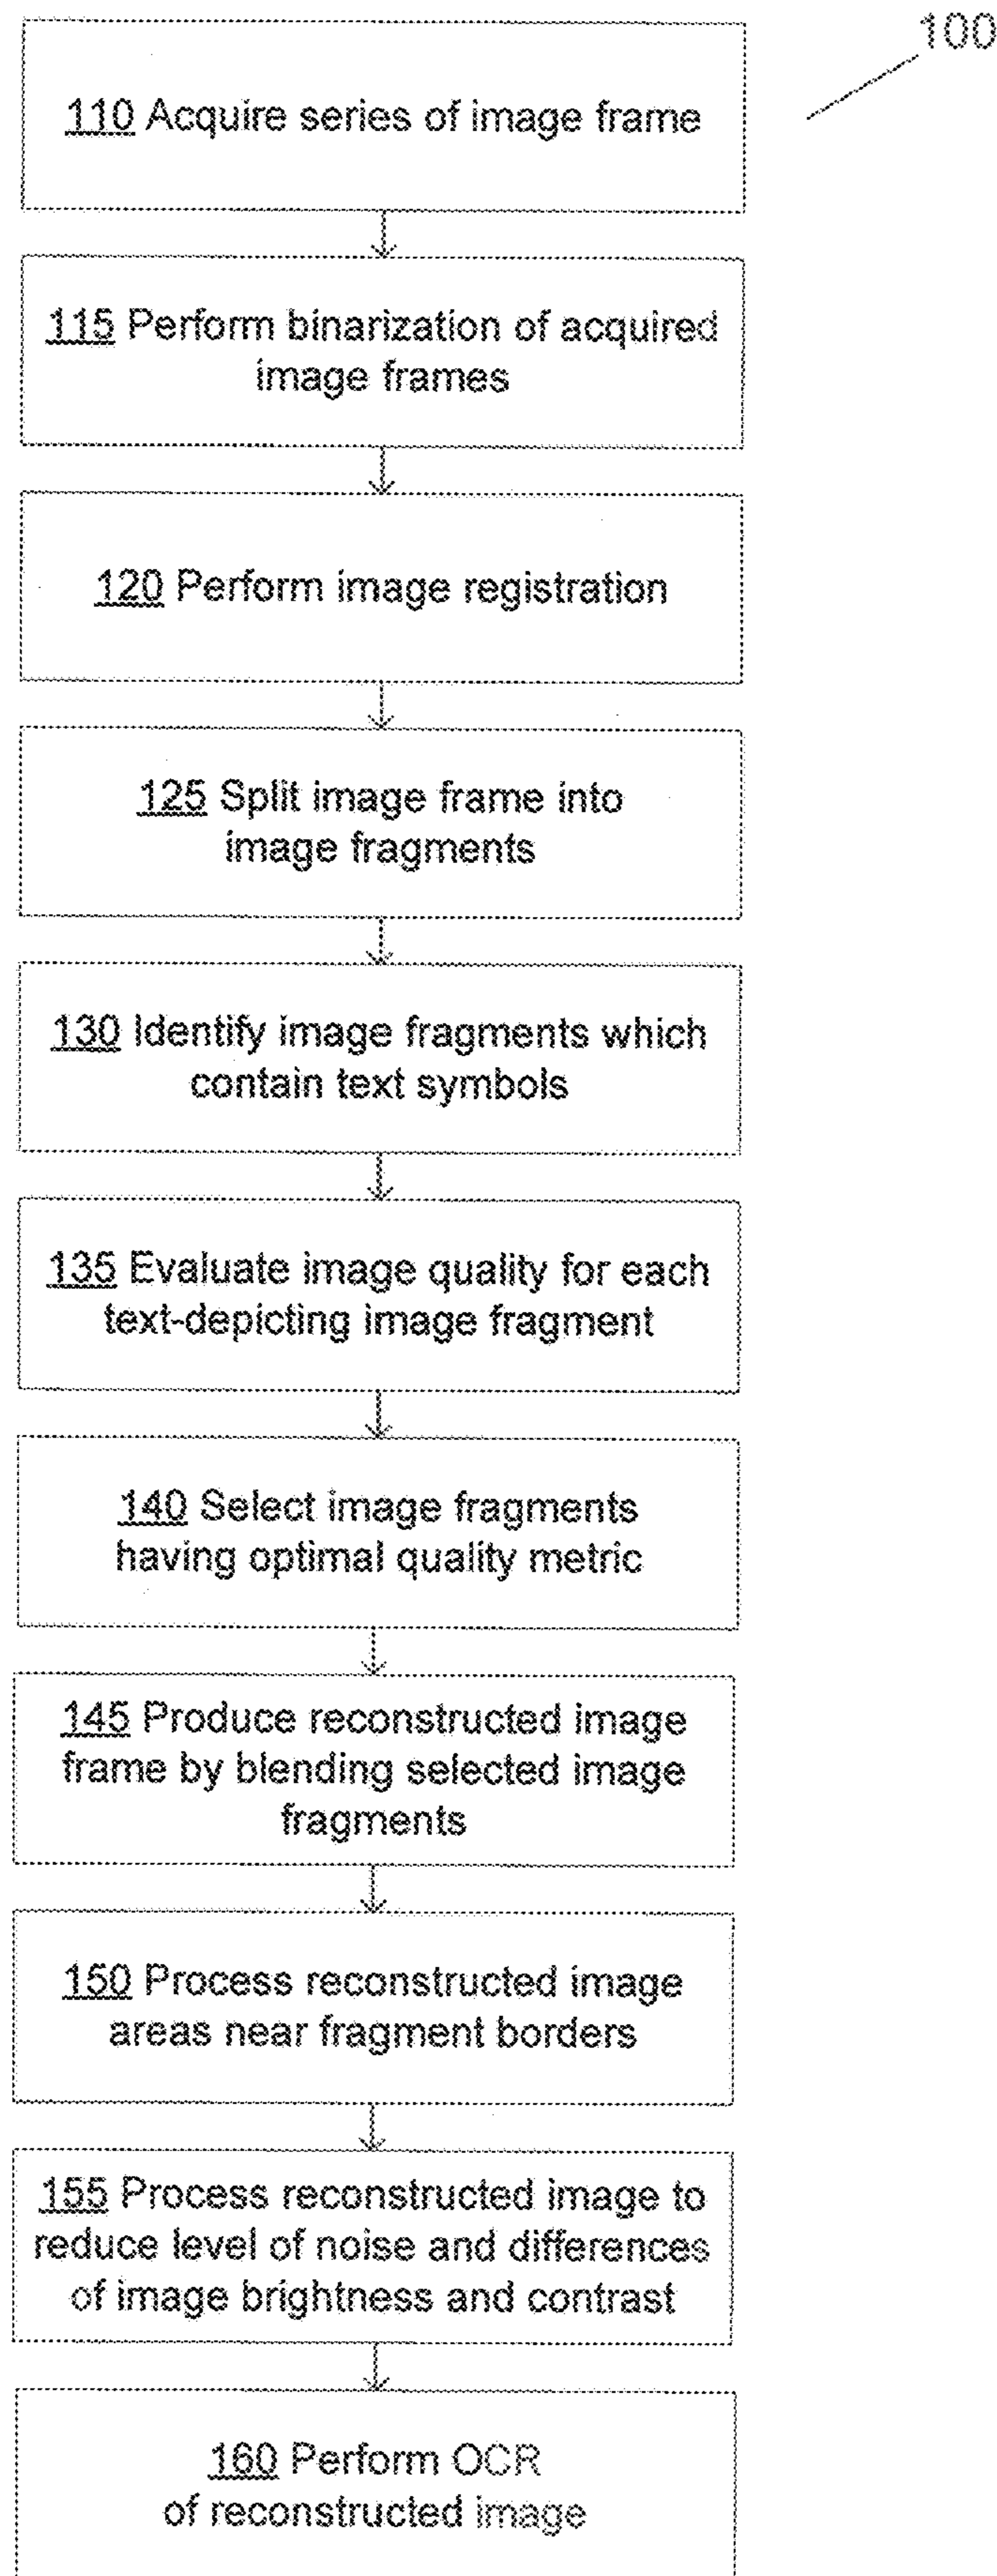 100
110 Acquire series of image frame
115 Perform binarization of acquired
image frames
120 Perform image registration
125 Split image frame into
image fragments
130 Identify image fragments which
contain text symbols
135 Evaluate image quality for each
text-depicting image fragment
140 Select image fragments
having optimal quality metric
145 Produce reconstructed image
frame by blending selected image
fragments
150 Process reconstructed image
areas near fragment borders
155 Process reconstructed image to
reduce level of noise and differences
of image brightness and contrast
160 Perform OCR
of reconstructed image